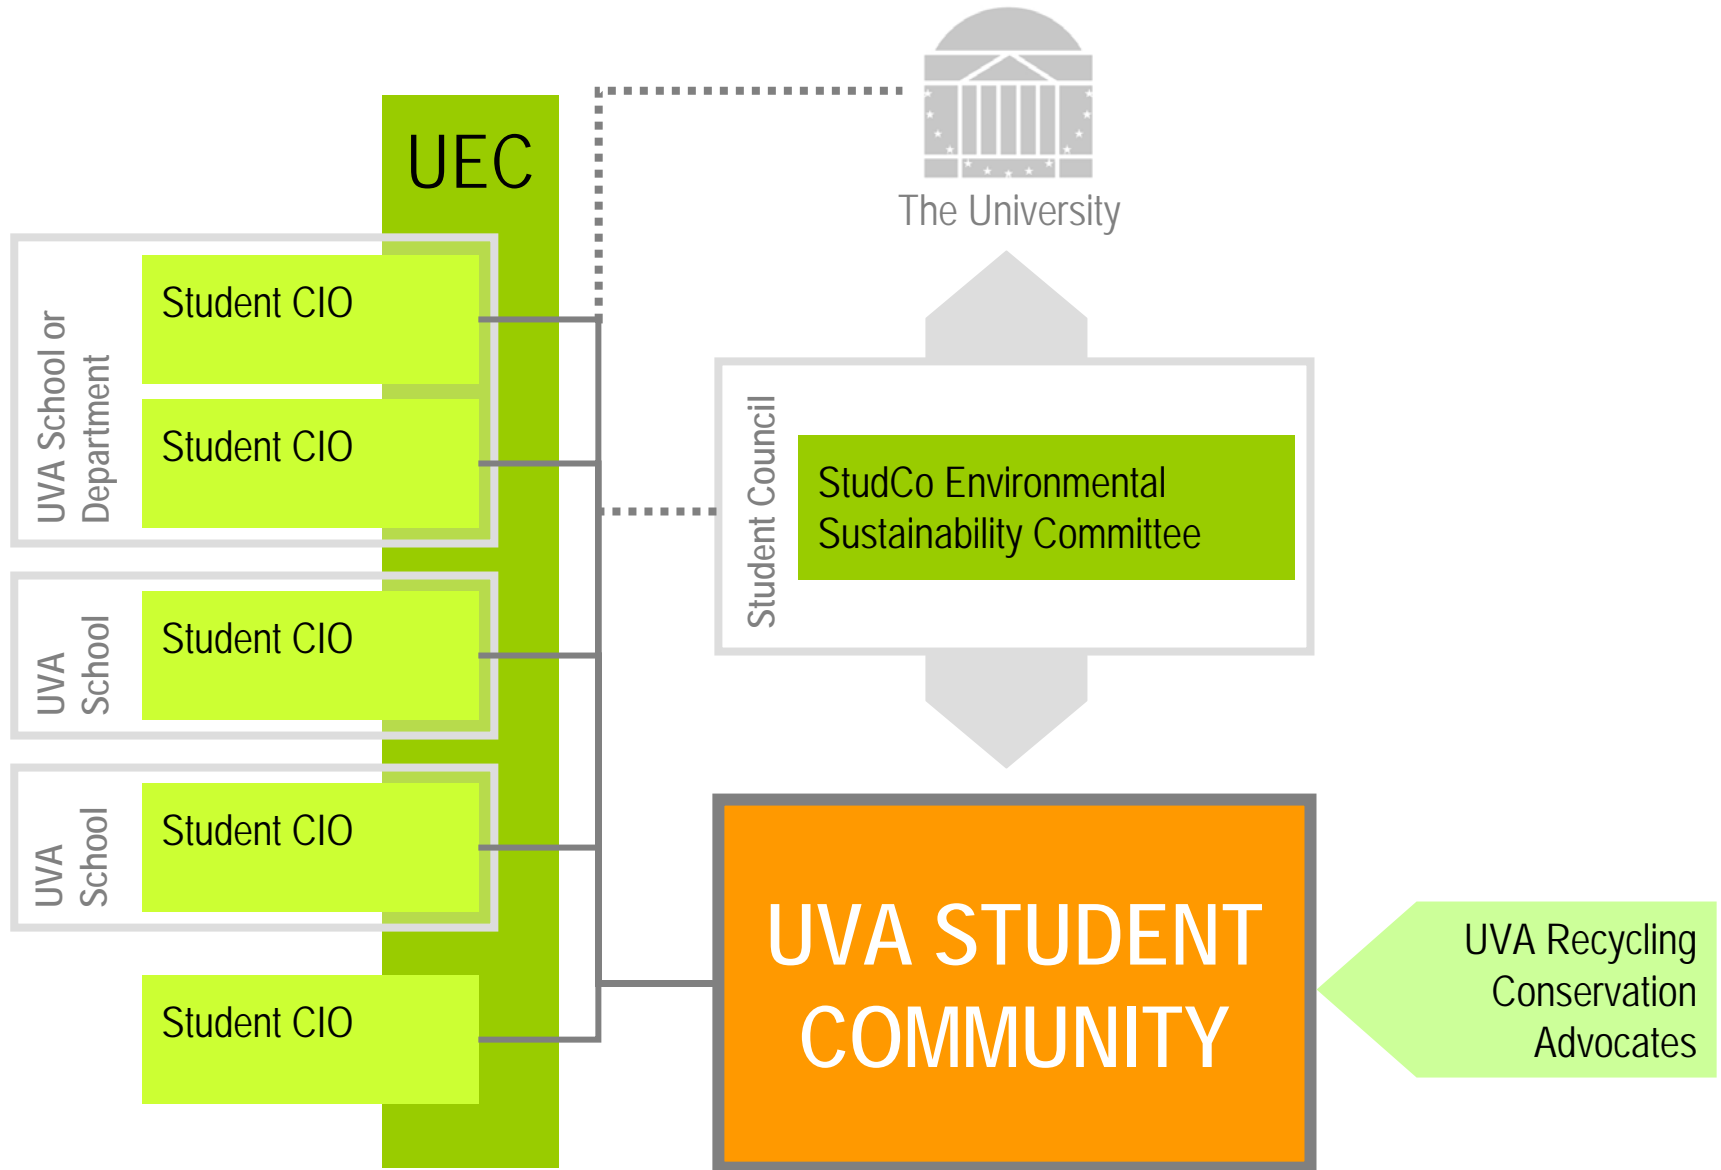 UEC
The University
UVA School or
Department
Student CIO
Student CIO
UVA
School
Student CIO
UVA
School
Student CIO
Student CIO
Student Council
StudCo Environmental
Sustainability Committee
UVA STUDENT
COMMUNITY
UVA Recycling
Conservation
Advocates